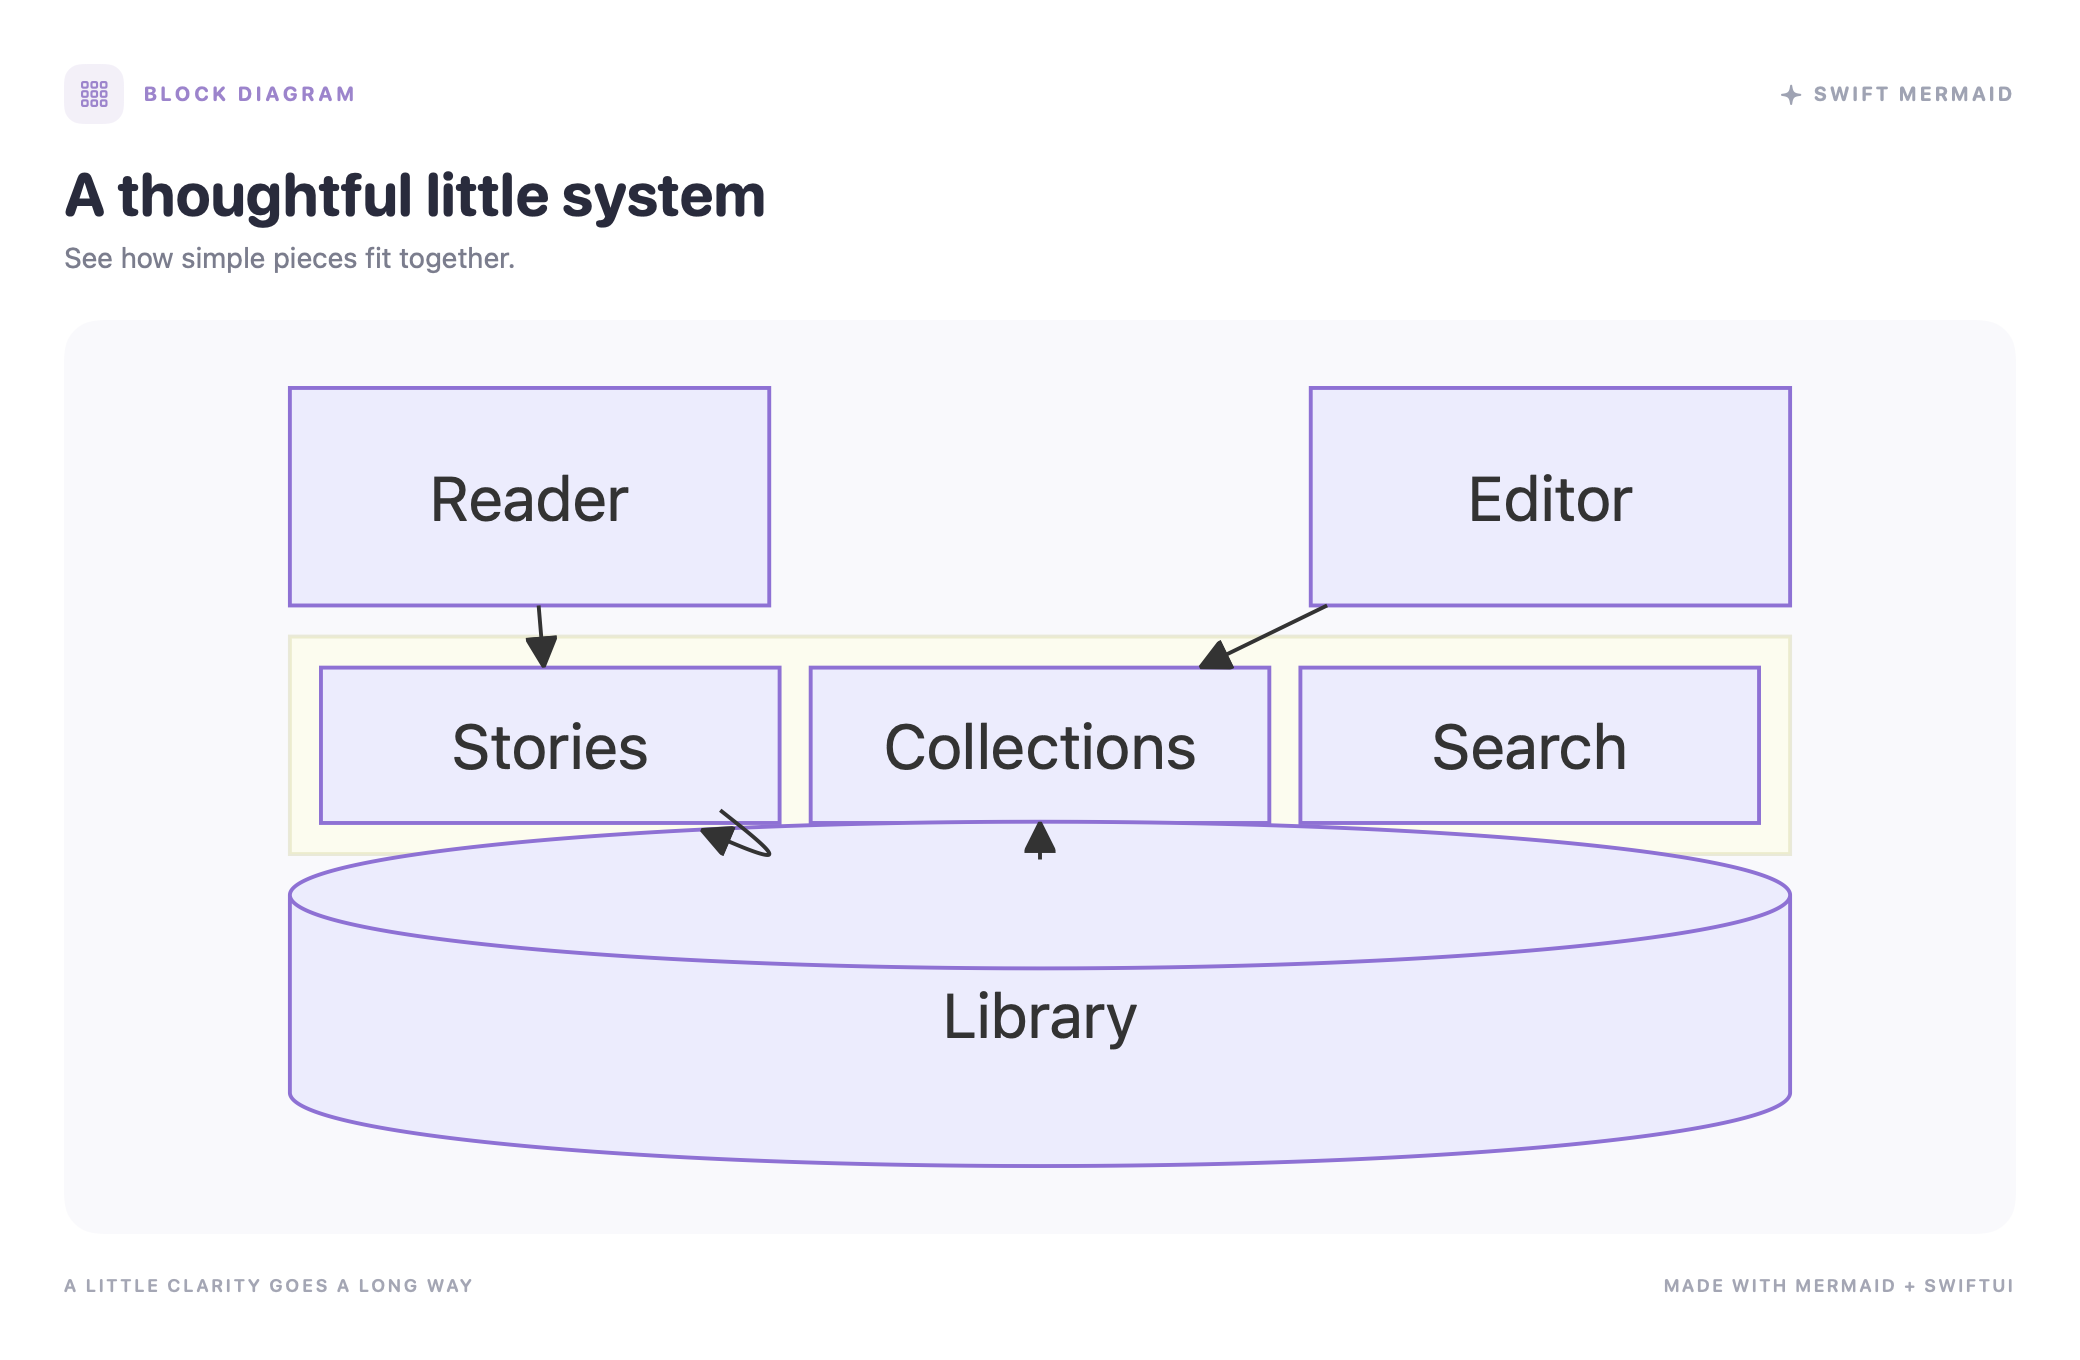 BLOCK DIAGRAM
SWIFT MERMAID
A thoughtful little system
See how simple pieces fit together.
Reader
Editor
Stories
Collections
Search
Library
A LITTLE CLARITY GOES A LONG WAY
MADE WITH MERMAID + SWIFTUI